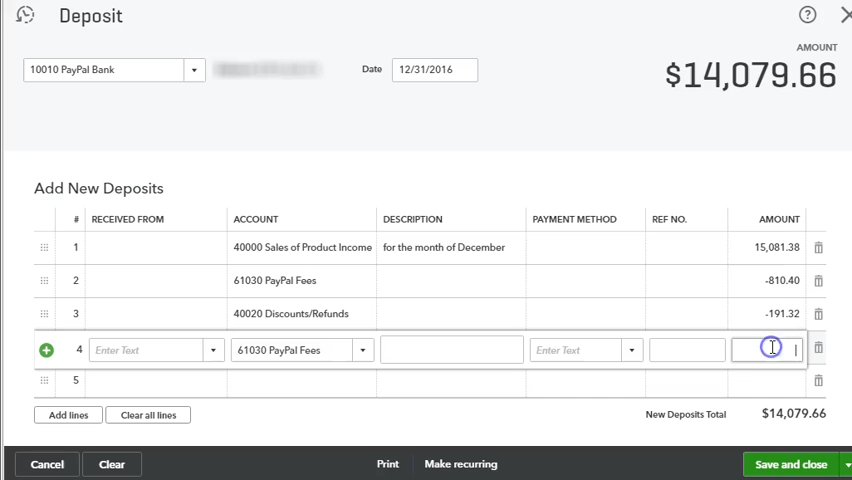 Deposit
AMOUNT
$14,079.66
10010 PayPal Bank
Date 12/31/2016
Add New Deposits
# RECEIVED FROM ACCOUNT DESCRIPTION PAYMENT METHOD REF NO. AMOUNT
1 40000 Sales of Product Income for the month of December 15,081.38
2 61030 PayPal Fees -810.40
3 40020 Discounts/Refunds -191.32
4 Enter Text 61030 PayPal Fees Enter Text
5
Add lines Clear all lines New Deposits Total $14,079.66
Cancel Clear Print Make recurring Save and close